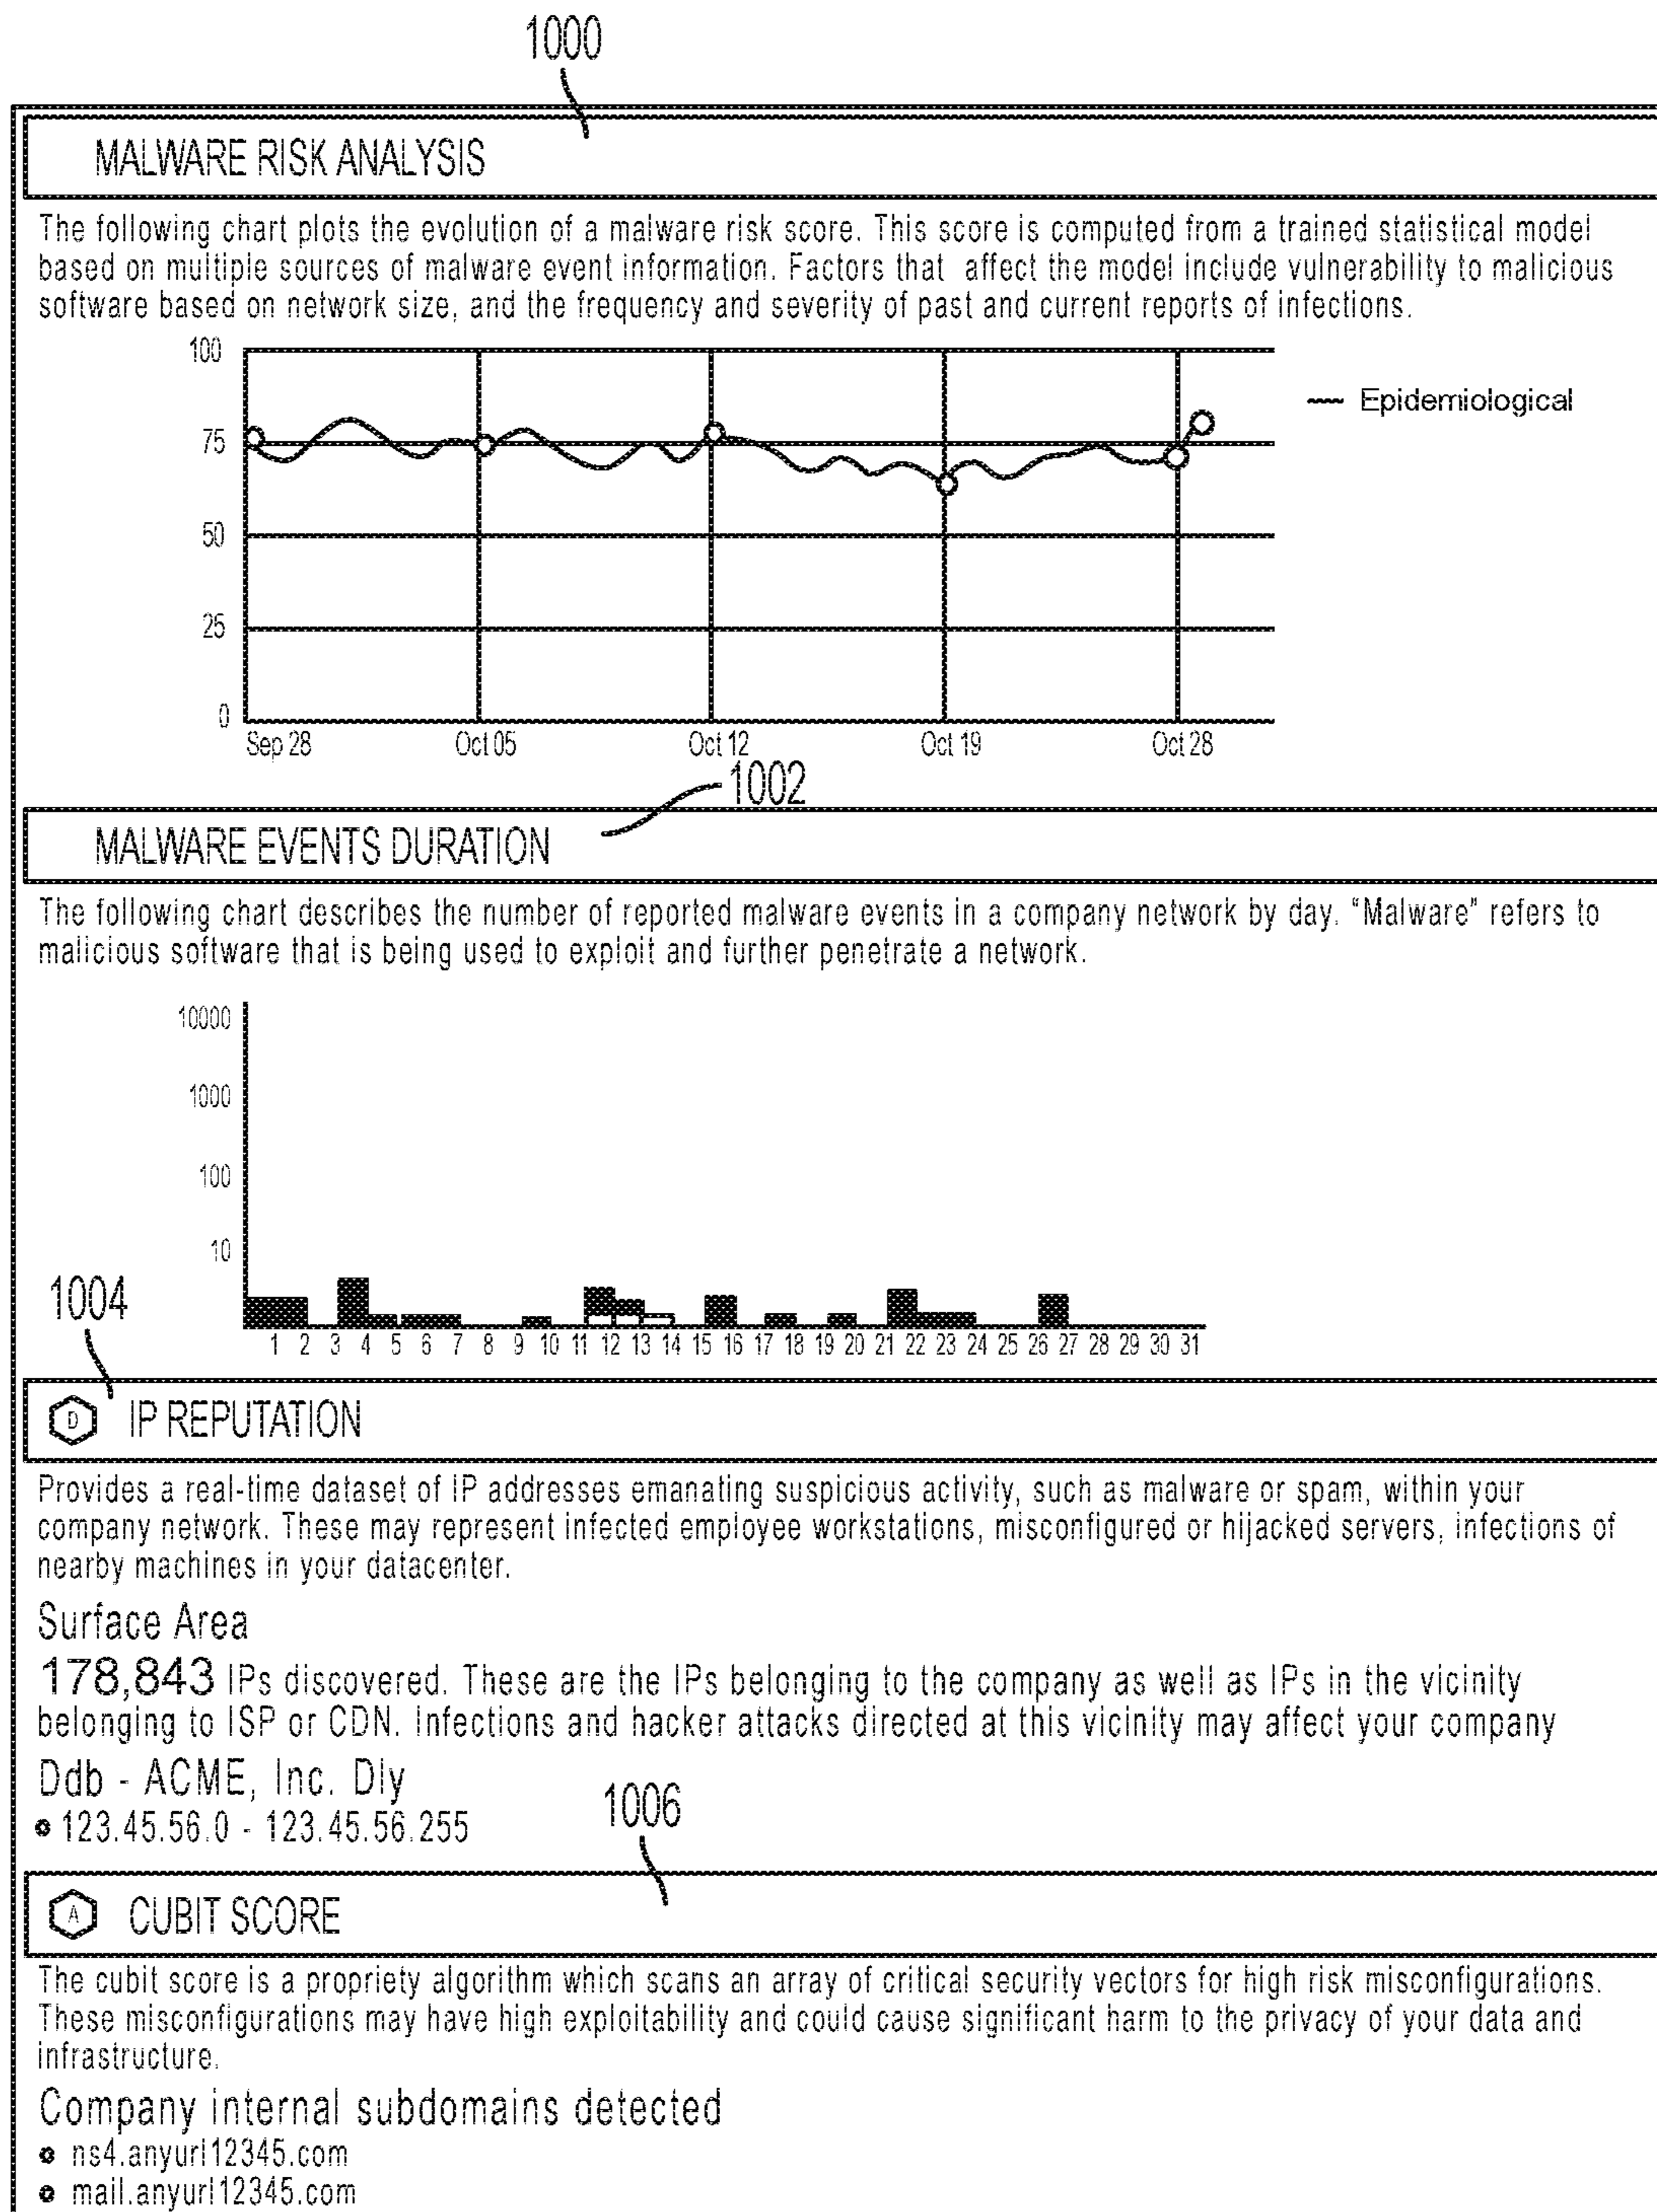 1000
MALWARE RISK ANALYSIS
The following chart plots the evolution of a malware risk score. This score is computed from a trained statistical model
based on multiple sources of malware event information. Factors that affect the model include vulnerability to malicious
software based on network size, and the frequency and severity of past and current reports of infections.
100
75
50
25
0
Epidemiological
Sep 28 Oct 05 Oct 12 Oct 19 Oct 28
1002
MALWARE EVENTS DURATION
The following chart describes the number of reported malware events in a company network by day. "Malware" refers to
malicious software that is being used to exploit and further penetrate a network.
10000
1000
100
10
1 2 3 4 5 6 7 8 9 10 11 12 13 14 15 16 17 18 19 20 21 22 23 24 25 26 27 28 29 30 31
1004
D IP REPUTATION
Provides a real-time dataset of IP addresses emanating suspicious activity, such as malware or spam, within your
company network. These may represent infected employee workstations, misconfigured or hijacked servers, infections of
nearby machines in your datacenter.
Surface Area
178,843 IPs discovered. These are the IPs belonging to the company as well as IPs in the vicinity
belonging to ISP or CDN. Infections and hacker attacks directed at this vicinity may affect your company
Ddb - ACME, Inc. Dly
• 123.45.56.0 - 123.45.56.255
1006
A CUBIT SCORE
The cubit score is a propriety algorithm which scans an array of critical security vectors for high risk misconfigurations.
These misconfigurations may have high exploitability and could cause significant harm to the privacy of your data and
infrastructure.
Company internal subdomains detected
• ns4.anyurl12345.com
• mail.anyurl12345.com